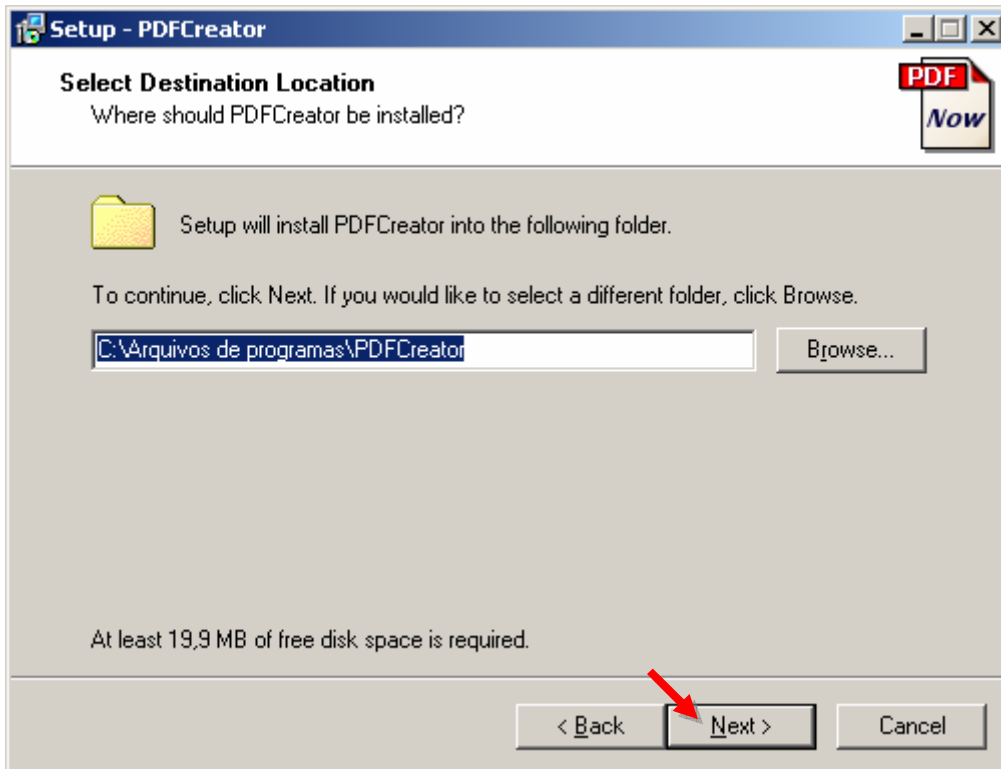 Setup - PDFCreator
Select Destination Location
Where should PDFCreator be installed?
PDF
Now
Setup will install PDFCreator into the following folder.
To continue, click Next. If you would like to select a different folder, click Browse.
C:\Arquivos de programas\PDFCreator
Browse...
At least 19,9 MB of free disk space is required.
< Back
Next >
Cancel